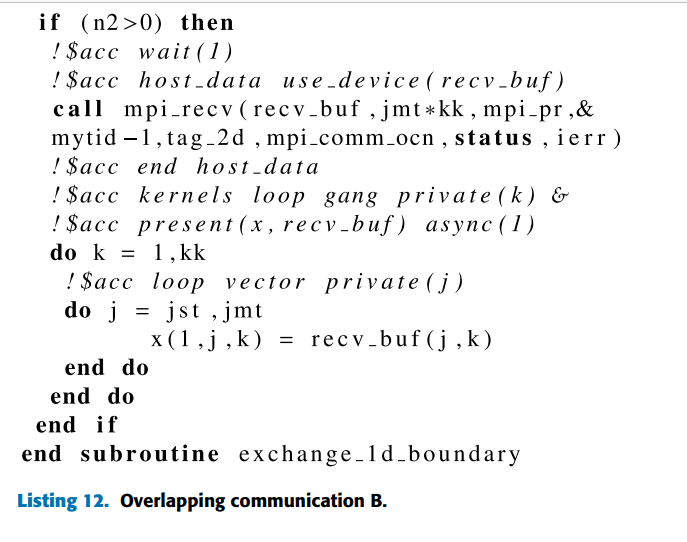 if (n2>0) then
!$acc wait(1)
!$acc host_data use_device(recv_buf)
call mpi_recv(recv_buf,jmt*kk,mpi_pr,&
mytid-1,tag_2d,mpi_comm_ocn,status,ierr)
!$acc end host_data
!$acc kernels loop gang private(k) &
!$acc present(x,recv_buf) async(1)
do k = 1,kk
!$acc loop vector private(j)
do j = jst,jmt
x(1,j,k) = recv_buf(j,k)
end do
end do
end if
end subroutine exchange_1d_boundary
Listing 12. Overlapping communication B.